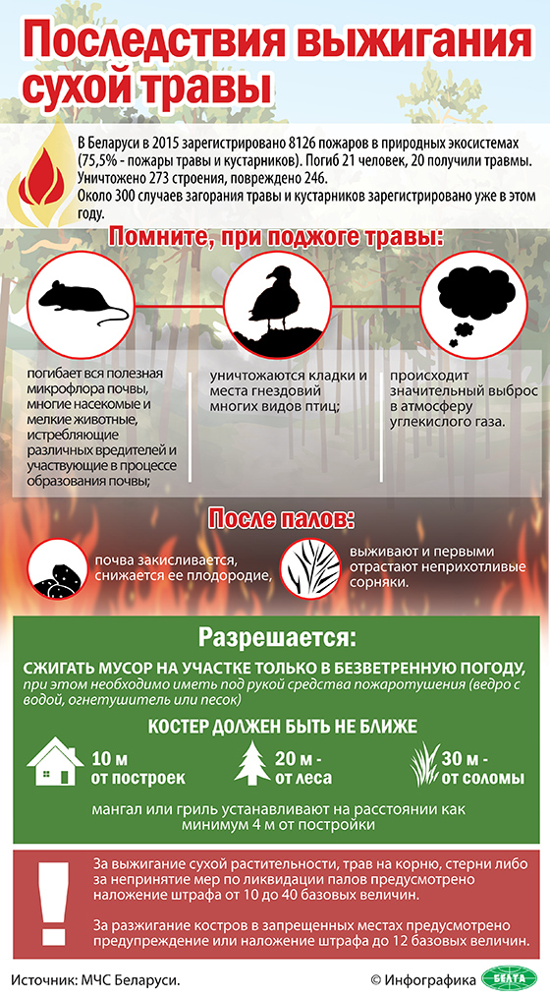 Последствия выжигания
сухой травы
В Беларуси в 2015 зарегистрировано 8126 пожаров в природных экосистемах
(75,5% - пожары травы и кустарников). Погиб 21 человек, 20 получили травмы.
Уничтожено 273 строения, повреждено 246.
Около 300 случаев загорания травы и кустарников зарегистрировано уже в этом
году.
Помните, при поджоге травы:
погибает вся полезная
микрофлора почвы,
многие насекомые и
мелкие животные,
истребляющие
различных вредителей и
участвующие в процессе
образования почвы;
уничтожаются кладки и
места гнездовий
многих видов птиц;
происходит
значительный выброс
в атмосферу
углекислого газа.
После палов:
почва закисливается,
снижается ее плодородие,
выживают и первыми
отрастают неприхотливые
сорняки.
Разрешается:
СЖИГАТЬ МУСОР НА УЧАСТКЕ ТОЛЬКО В БЕЗВЕТРЕННУЮ ПОГОДУ,
при этом необходимо иметь под рукой средства пожаротушения (ведро с
водой, огнетушитель или песок)
КОСТЕР ДОЛЖЕН БЫТЬ НЕ БЛИЖЕ
10 м
от построек
20 м -
от леса
30 м -
от соломы
мангал или гриль устанавливают на расстоянии как
минимум 4 м от постройки
!
За выжигание сухой растительности, трав на корню, стерни либо
за непринятие мер по ликвидации палов предусмотрено
наложение штрафа от 10 до 40 базовых величин.
За разжигание костров в запрещенных местах предусмотрено
предупреждение или наложение штрафа до 12 базовых величин.
Источник: МЧС Беларуси.
© Инфографика БЕЛТА